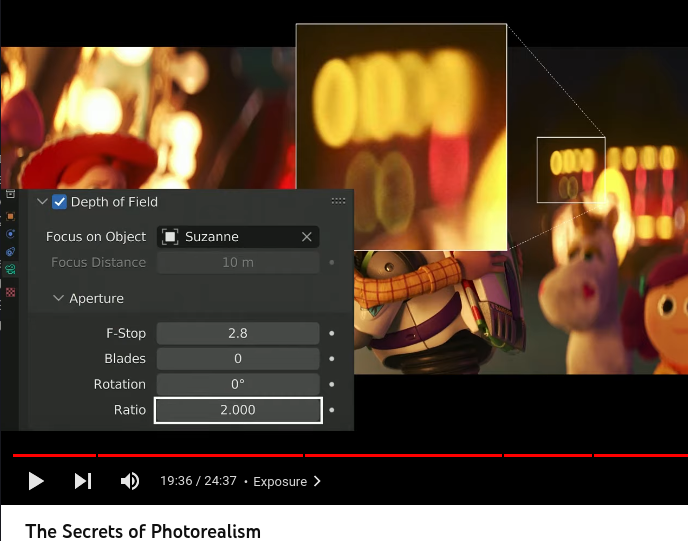 Depth of Field
Focus on Object Suzanne
Focus Distance 10 m
Aperture
F-Stop 2.8
Blades 0
Rotation 0°
Ratio 2.000
19:36 / 24:37 • Exposure
The Secrets of Photorealism